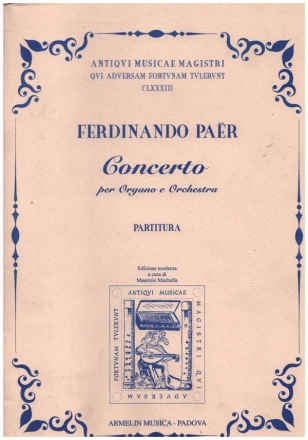 ANTIQVI MUSICAE MAGISTRI
QVI ADVERSAM FORTVNAM TVLERVNT
CLXXXIII
FERDINANDO PAËR
Concerto
per Organo e Orchestra
PARTITURA
Edizione moderna
a cura di
Maurizio Machella
ANTIQVI MUSICAE
MAGISTRI QVI
ADVERSAM
FORTVNAM TVLERVNT
ARMELIN MUSICA - PADOVA